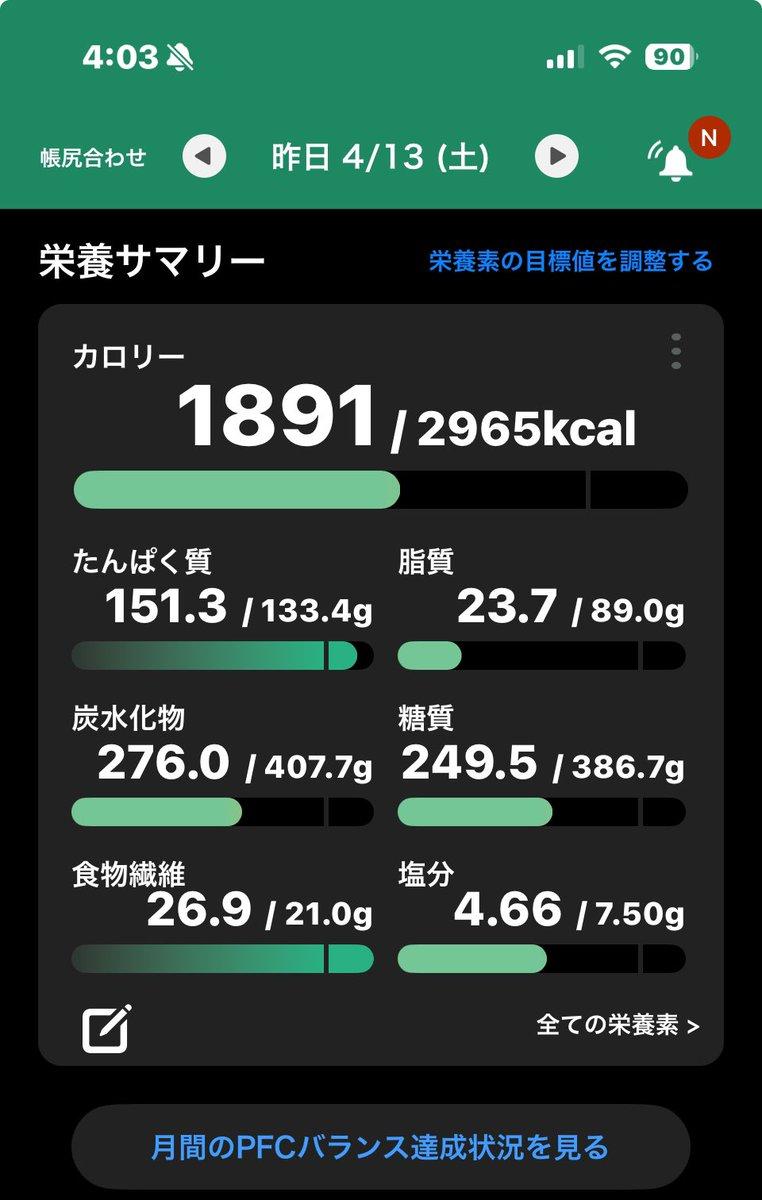 4:03 90
帳尻合わせ 昨日 4/13 (土) N
栄養サマリー 栄養素の目標値を調整する
カロリー
1891 / 2965kcal
たんぱく質 脂質
151.3 / 133.4g 23.7 / 89.0g
炭水化物 糖質
276.0 / 407.7g 249.5 / 386.7g
食物繊維 塩分
26.9 / 21.0g 4.66 / 7.50g
全ての栄養素 >
月間のPFCバランス達成状況を見る